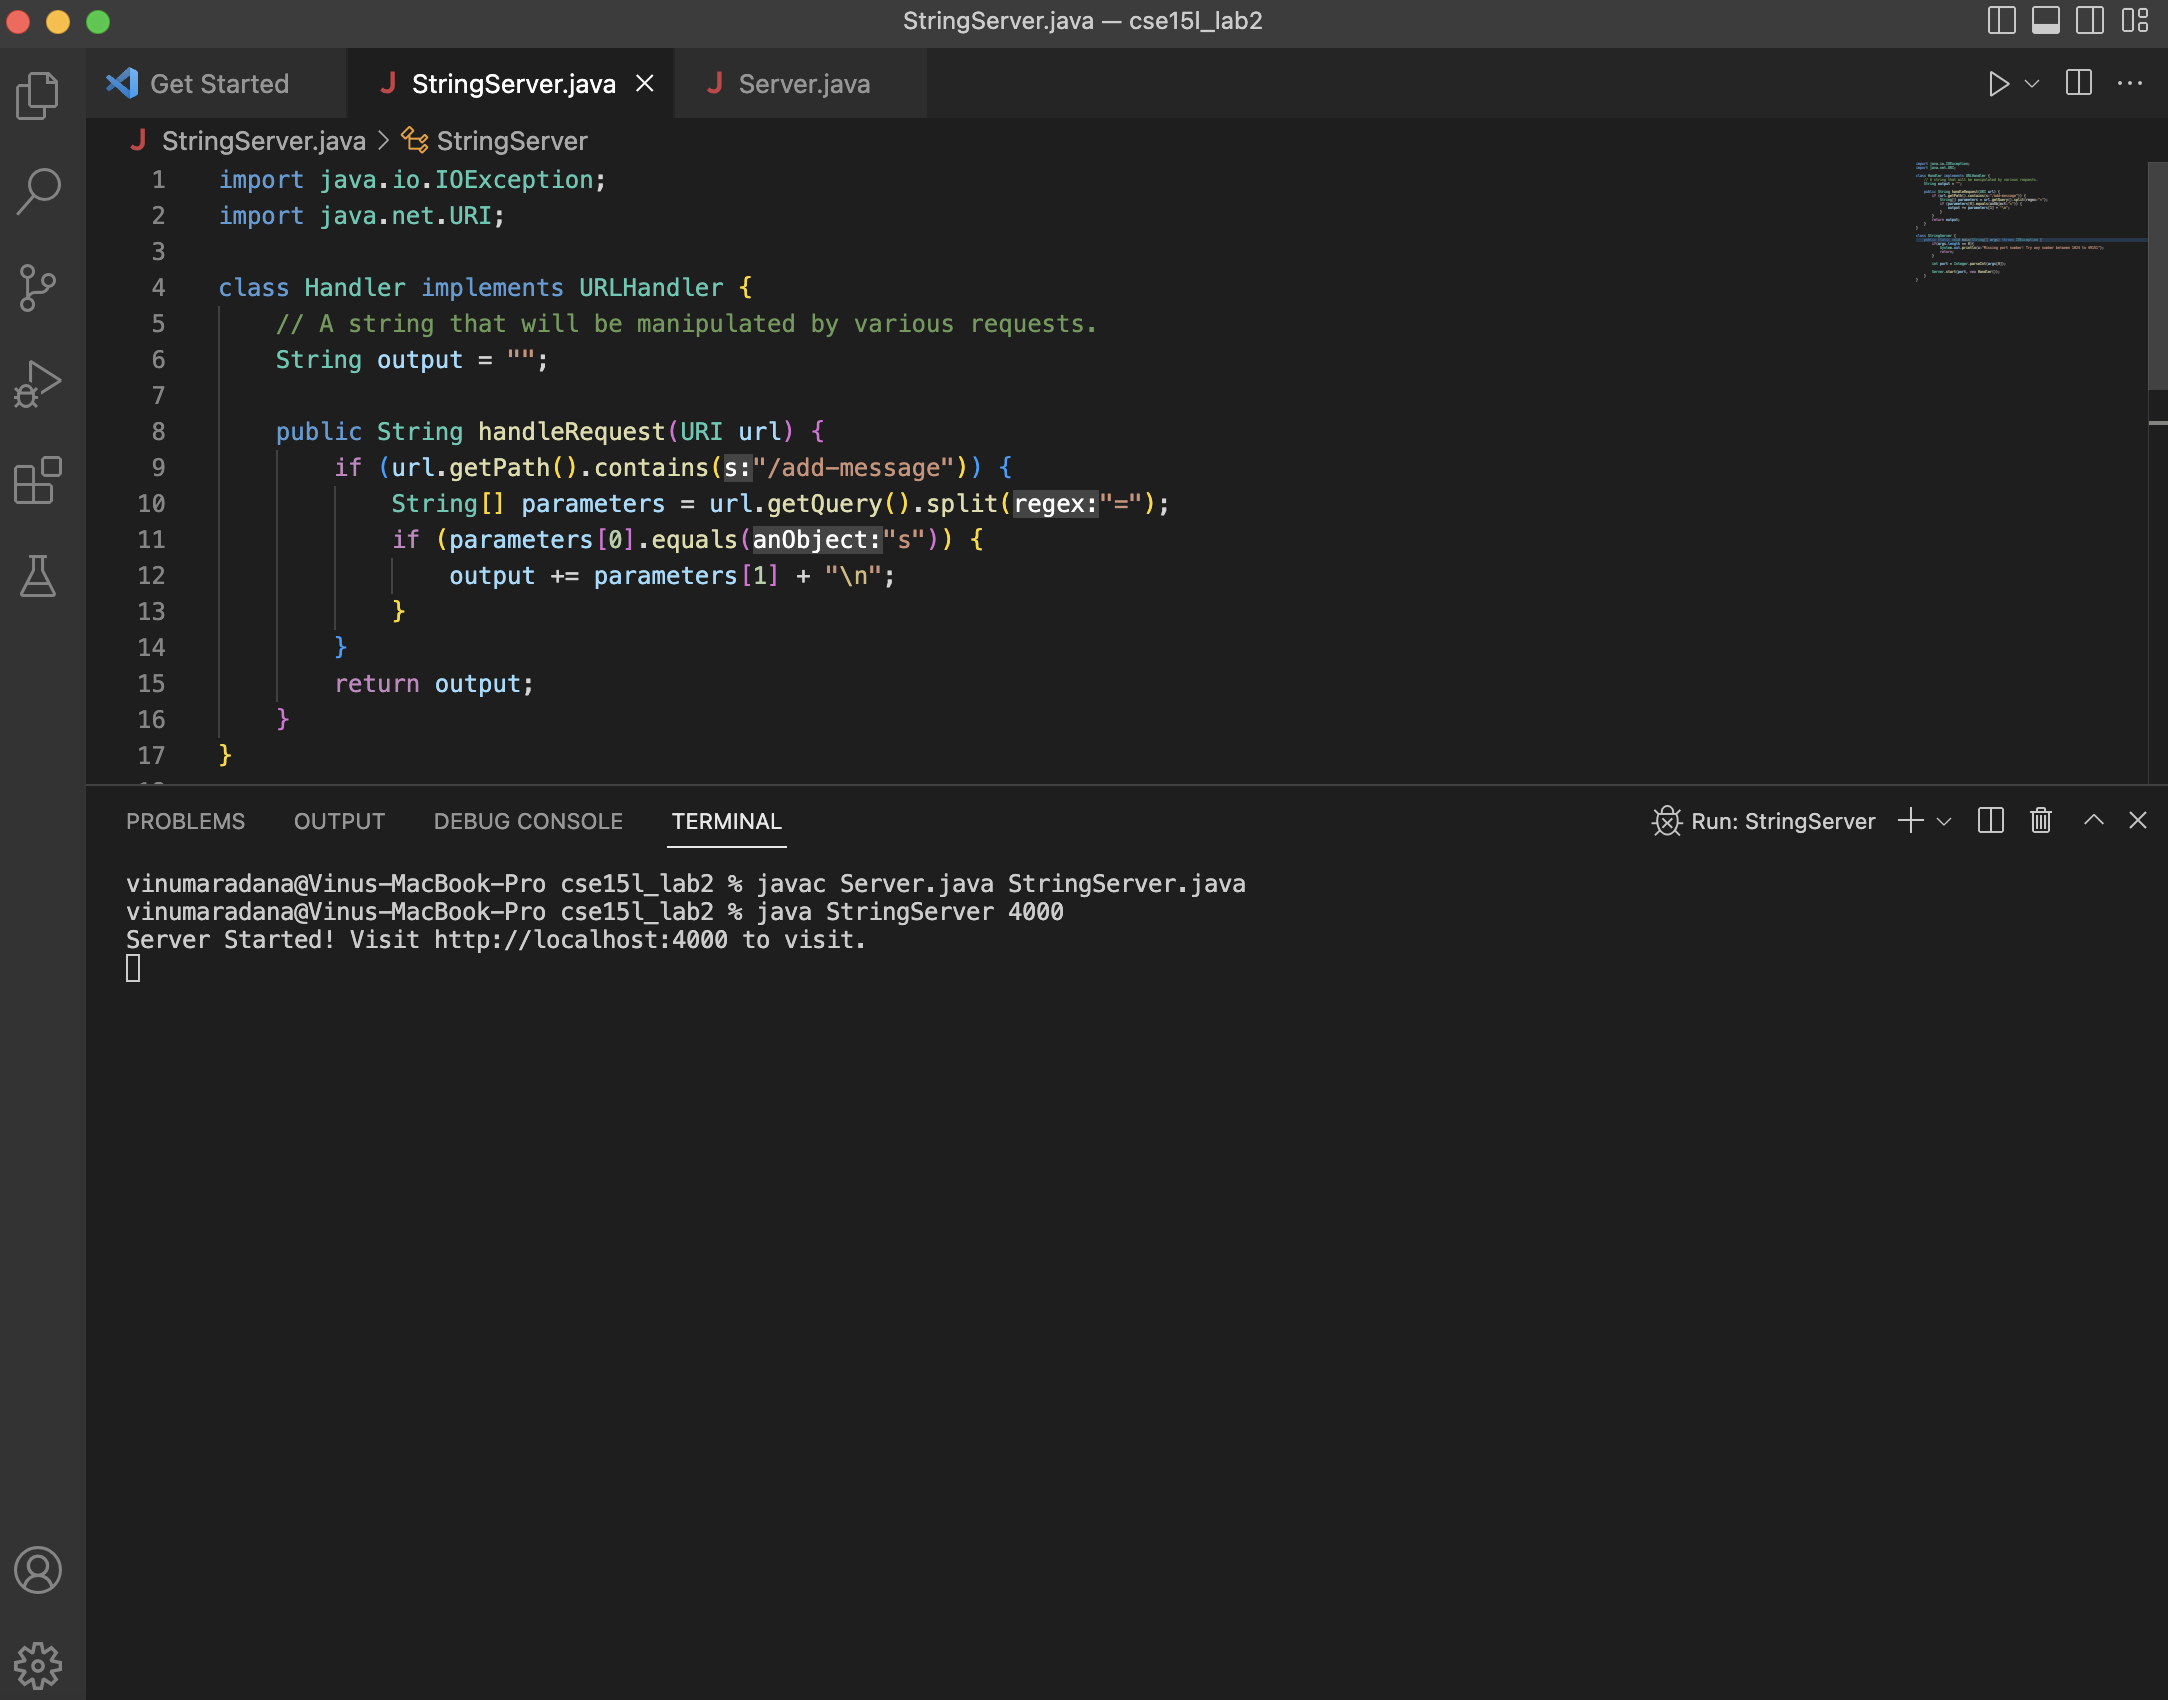 StringServer.java — cse15l_lab2
Get Started StringServer.java Server.java
StringServer.java > StringServer
1 import java.io.IOException;
2 import java.net.URI;
3
4 class Handler implements URLHandler {
5 // A string that will be manipulated by various requests.
6 String output = "";
7
8 public String handleRequest(URI url) {
9 if (url.getPath().contains(s:"/add-message")) {
10 String[] parameters = url.getQuery().split(regex:"=");
11 if (parameters[0].equals(anObject:"s")) {
12 output += parameters[1] + "\n";
13 }
14 }
15 return output;
16 }
17 }
PROBLEMS OUTPUT DEBUG CONSOLE TERMINAL Run: StringServer
vinumaradana@Vinus-MacBook-Pro cse15l_lab2 % javac Server.java StringServer.java
vinumaradana@Vinus-MacBook-Pro cse15l_lab2 % java StringServer 4000
Server Started! Visit http://localhost:4000 to visit.